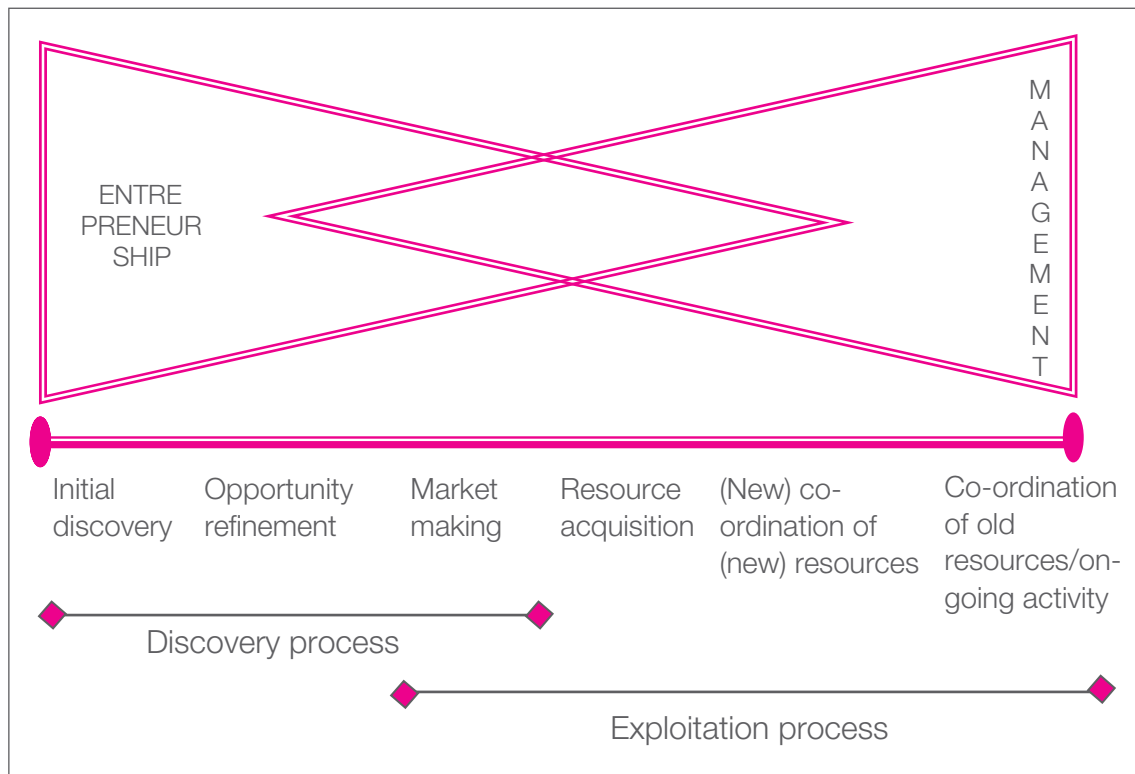 ENTRE
PRENEUR
SHIP
M
A
N
A
G
E
M
E
N
T
Initial
discovery
Opportunity
refinement
Market
making
Resource
acquisition
(New) co-
ordination of
(new) resources
Co-ordination
of old
resources/on-
going activity
Discovery process
Exploitation process